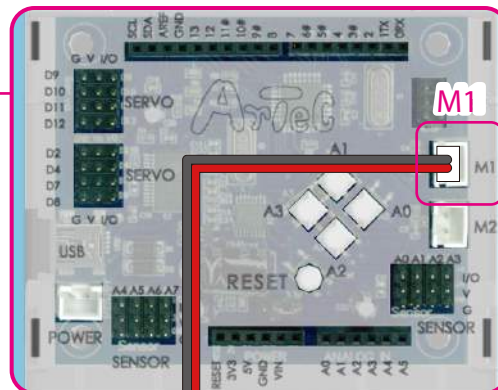 SCL
SDA
AREF
GND
13
12
11#
10#
9#
8
7
6#
5#
4
3#
2
1TX
0RX
G V I/O
D9
D10
D11
D12
SERVO
ArTeC
M1
M1
D2
D4
D7
D8
SERVO
G V I/O
A1
A3
A0
A2
M2
USB
RESET
A0 A1 A2 A3
I/O
V
G
SENSOR
POWER
A4 A5 A6 A7
SENSOR
RESET
3V3
5V
GND
VIN
A0
A1
A2
A3
A4
A5